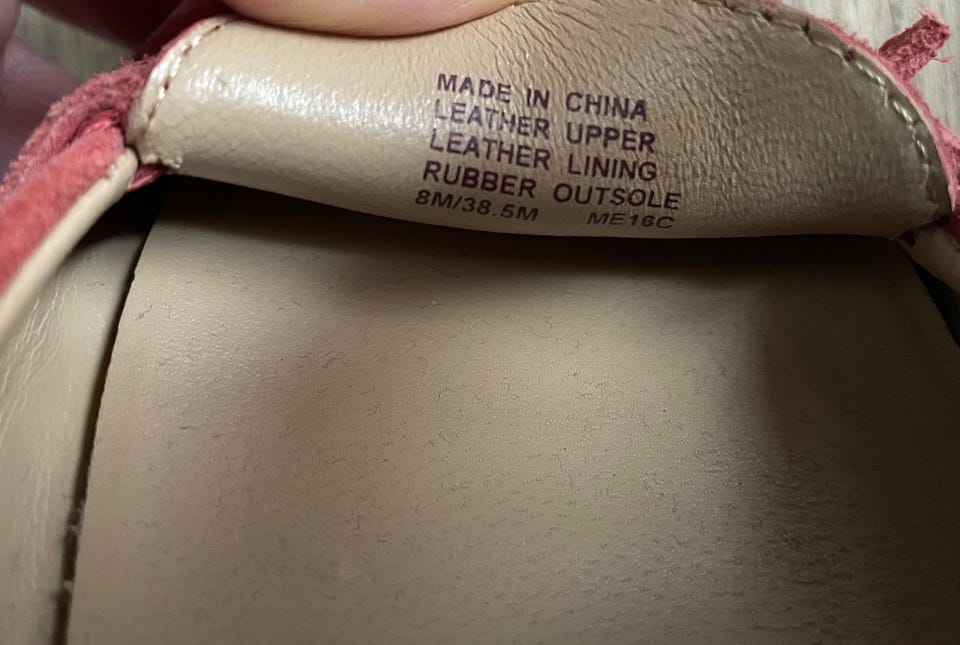 MADE IN CHINA
LEATHER UPPER
LEATHER LINING
RUBBER OUTSOLE
8M/38.5M ME16C